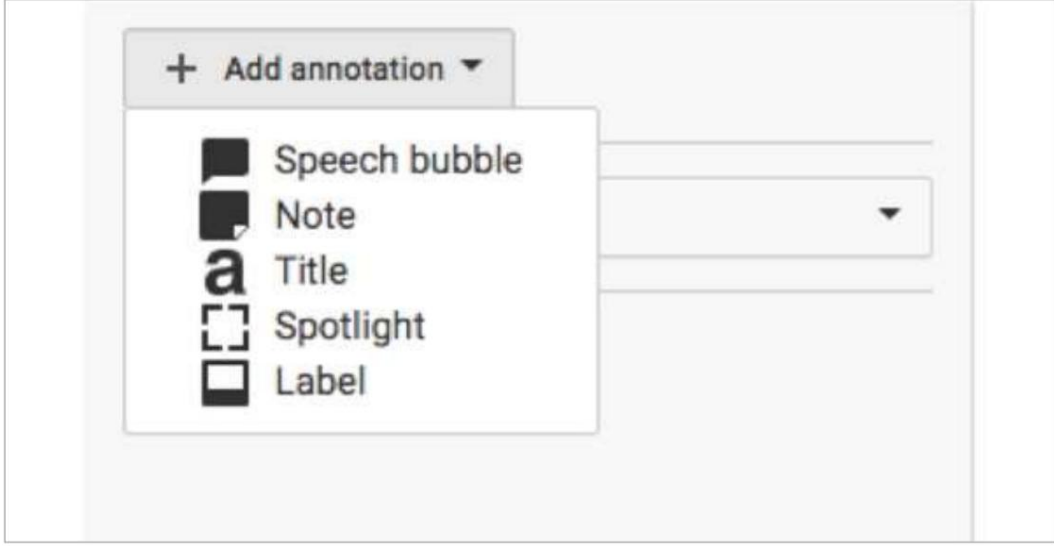 Add annotation
Speech bubble
Note
Title
Spotlight
Label